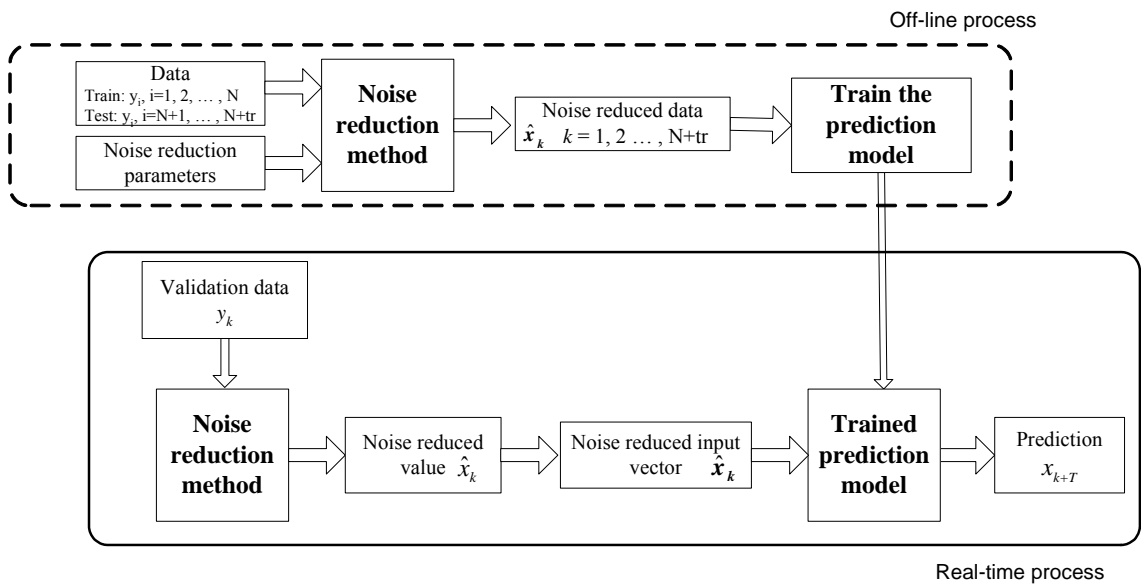 Off-line process
Data
Train: y_i, i=1, 2, … , N
Test: y_i, i=N+1, … , N+tr
Noise reduction
parameters
Noise
reduction
method
Noise reduced data
x̂_k k = 1, 2 … , N+tr
Train the
prediction
model
Validation data
y_k
Noise
reduction
method
Noise reduced
value x̂_k
Noise reduced input
vector x̂_k
Trained
prediction
model
Prediction
x_{k+T}
Real-time process